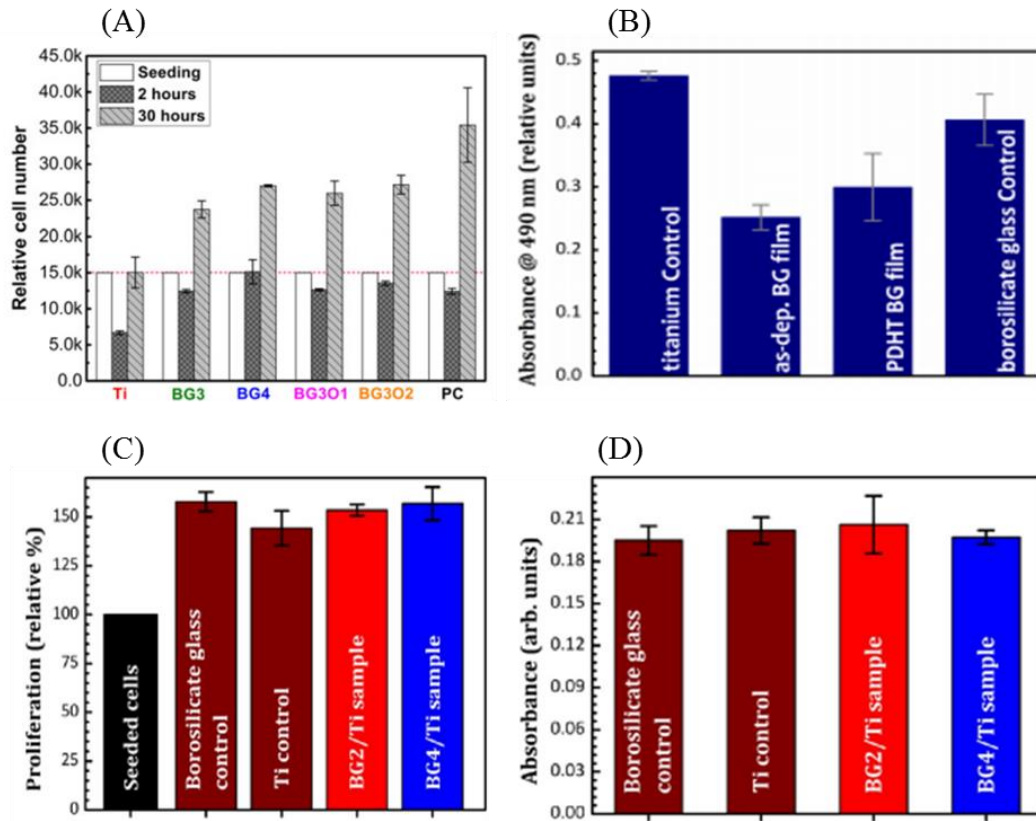 (A)
Relative cell number
45.0k
40.0k
35.0k
30.0k
25.0k
20.0k
15.0k
10.0k
5.0k
0.0
Seeding
2 hours
30 hours
Ti BG3 BG4 BG3O1 BG3O2 PC
(B)
Absorbance @ 490 nm (relative units)
0.5
0.4
0.3
0.2
0.1
0.0
titanium Control
as-dep. BG film
PDHT BG film
borosilicate glass Control
(C)
Proliferation (relative %)
150
125
100
75
50
25
0
Seeded cells
Borosilicate glass
control
Ti control
BG2/Ti sample
BG4/Ti sample
(D)
Absorbance (arb. units)
0.21
0.18
0.15
0.12
0.09
0.06
0.03
0.00
Borosilicate glass
control
Ti control
BG2/Ti sample
BG4/Ti sample